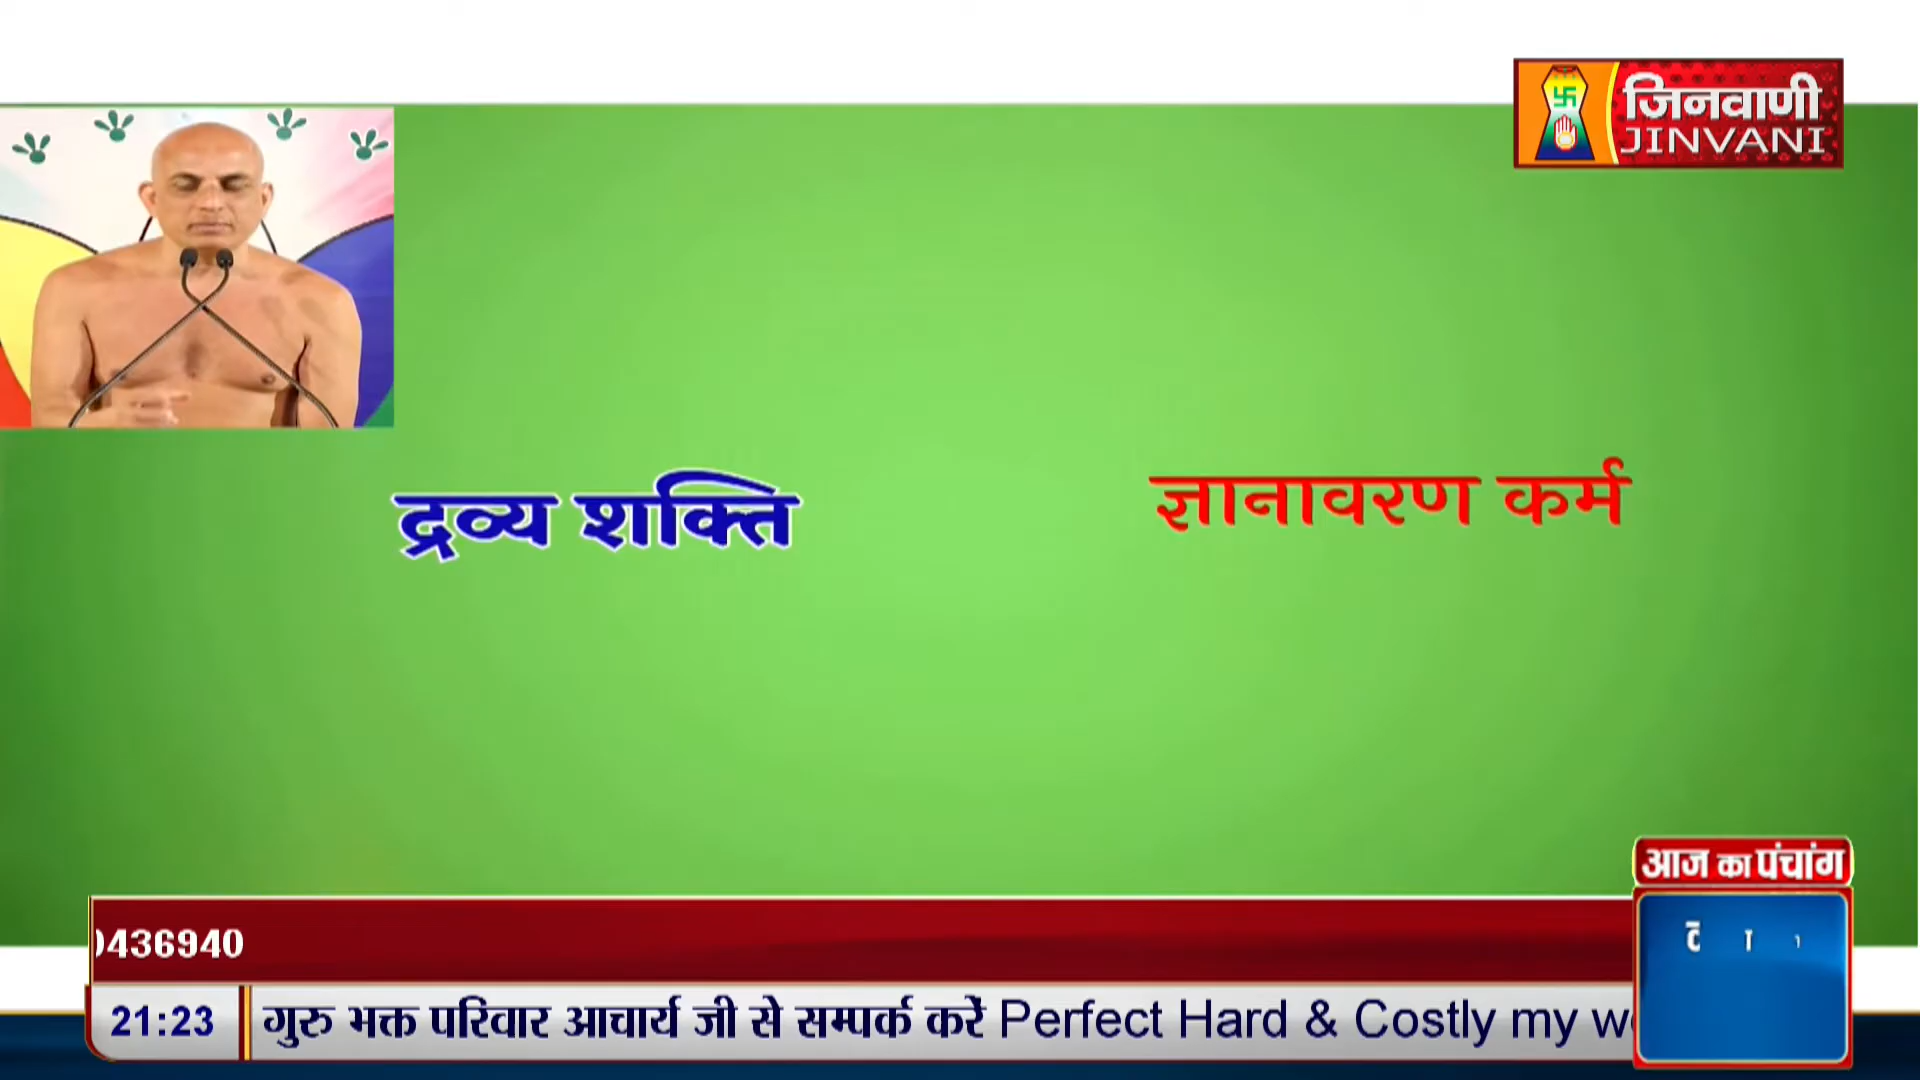 जिनवाणी
JINVANI
द्रव्य शक्ति
ज्ञानावरण कर्म
आज का पंचांग
0436940
21:23
गुरु भक्त परिवार आचार्य जी से सम्पर्क करें Perfect Hard & Costly my